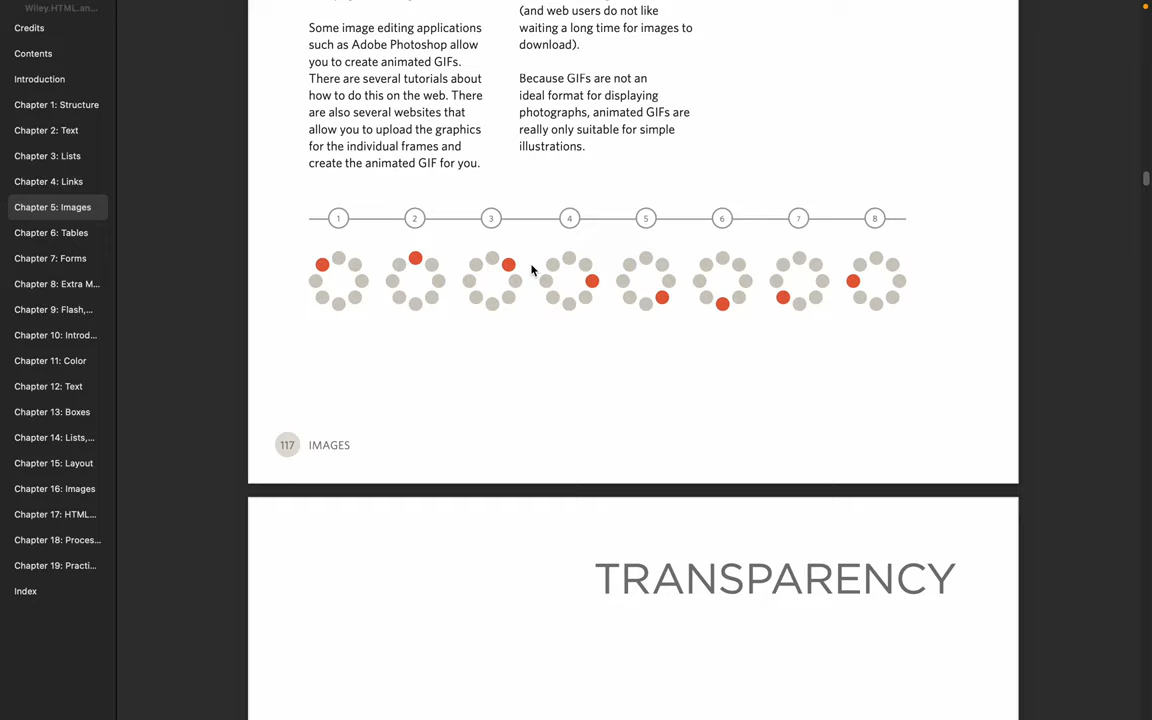 Wiley.HTML.an...
Credits
Contents
Introduction
Chapter 1: Structure
Chapter 2: Text
Chapter 3: Lists
Chapter 4: Links
Chapter 5: Images
Chapter 6: Tables
Chapter 7: Forms
Chapter 8: Extra M...
Chapter 9: Flash,...
Chapter 10: Introd...
Chapter 11: Color
Chapter 12: Text
Chapter 13: Boxes
Chapter 14: Lists,...
Chapter 15: Layout
Chapter 16: Images
Chapter 17: HTML...
Chapter 18: Proces...
Chapter 19: Practi...
Index
Some image editing applications
such as Adobe Photoshop allow
you to create animated GIFs.
There are several tutorials about
how to do this on the web. There
are also several websites that
allow you to upload the graphics
for the individual frames and
create the animated GIF for you.
(and web users do not like
waiting a long time for images to
download).
Because GIFs are not an
ideal format for displaying
photographs, animated GIFs are
really only suitable for simple
illustrations.
1 2 3 4 5 6 7 8
117 IMAGES
TRANSPARENCY